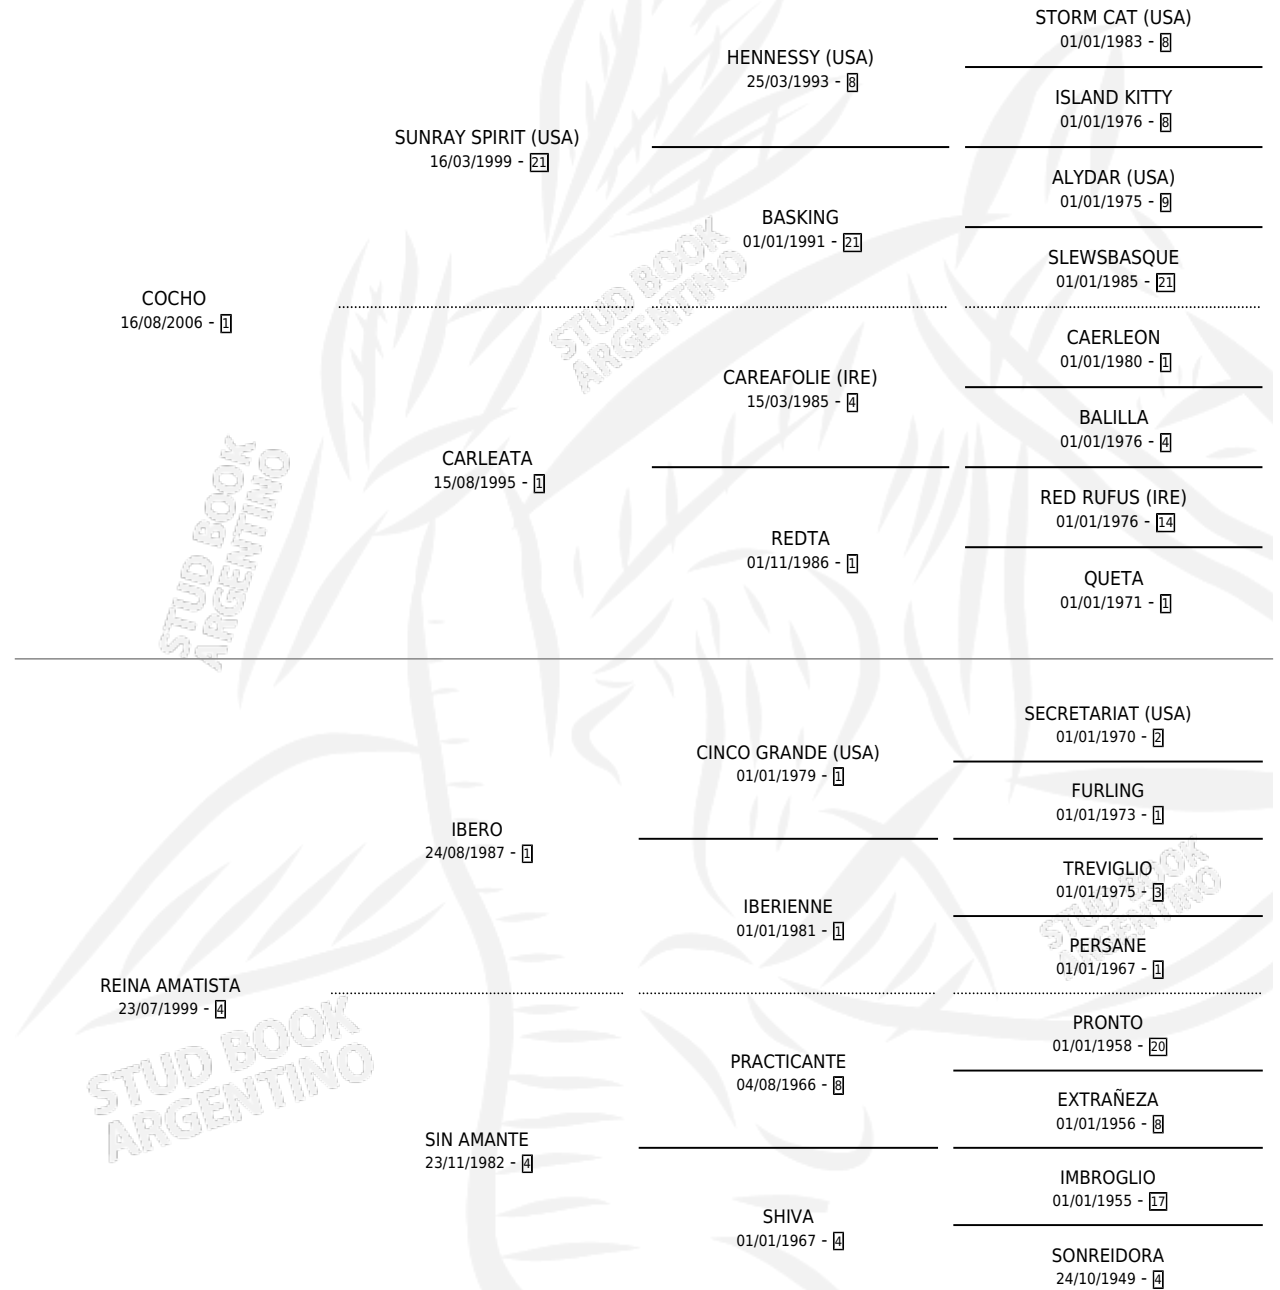 STORM CAT (USA)
01/01/1983 - 8
HENNESSY (USA)
25/03/1993 - 8
ISLAND KITTY
01/01/1976 - 8
SUNRAY SPIRIT (USA)
16/03/1999 - 21
ALYDAR (USA)
01/01/1975 - 9
BASKING
01/01/1991 - 21
SLEWSBASQUE
01/01/1985 - 21
COCHO
16/08/2006 - 1
CAERLEON
01/01/1980 - 1
CAREAFOLIE (IRE)
15/03/1985 - 4
BALILLA
01/01/1976 - 4
CARLEATA
15/08/1995 - 1
RED RUFUS (IRE)
01/01/1976 - 14
REDTA
01/11/1986 - 1
QUETA
01/01/1971 - 1
SECRETARIAT (USA)
01/01/1970 - 2
CINCO GRANDE (USA)
01/01/1979 - 1
FURLING
01/01/1973 - 1
IBERO
24/08/1987 - 1
TREVIGLIO
01/01/1975 - 3
IBERIENNE
01/01/1981 - 1
PERSANE
01/01/1967 - 1
REINA AMATISTA
23/07/1999 - 4
PRONTO
01/01/1958 - 20
PRACTICANTE
04/08/1966 - 8
EXTRAÑEZA
01/01/1956 - 8
SIN AMANTE
23/11/1982 - 4
IMBROGLIO
01/01/1955 - 17
SHIVA
01/01/1967 - 4
SONREIDORA
24/10/1949 - 4
STUD BOOK
ARGENTINO
STUD BOOK
ARGENTINO
STUD BOOK
ARGENTINO
STUD BOOK
ARGENTINO